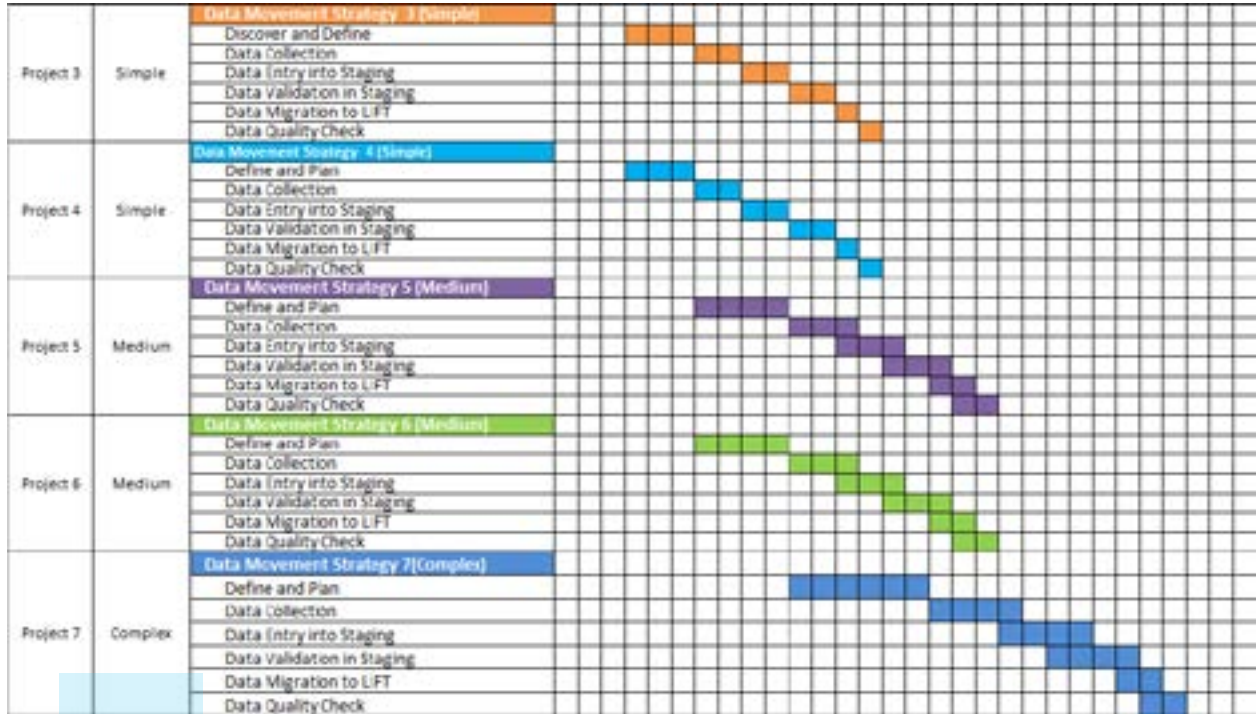 Data Movement Strategy 3 (Simple)
Discover and Define
Data Collection
Project 3 Simple Data Entry into Staging
Data Validation in Staging
Data Migration to LIFT
Data Quality Check
Data Movement Strategy 4 (Simple)
Define and Plan
Data Collection
Project 4 Simple Data Entry into Staging
Data Validation in Staging
Data Migration to LIFT
Data Quality Check
Data Movement Strategy 5 (Medium)
Define and Plan
Data Collection
Project 5 Medium Data Entry into Staging
Data Validation in Staging
Data Migration to LIFT
Data Quality Check
Data Movement Strategy 6 (Medium)
Define and Plan
Data Collection
Project 6 Medium Data Entry into Staging
Data Validation in Staging
Data Migration to LIFT
Data Quality Check
Data Movement Strategy 7(Complex)
Define and Plan
Data Collection
Project 7 Complex Data Entry into Staging
Data Validation in Staging
Data Migration to LIFT
Data Quality Check